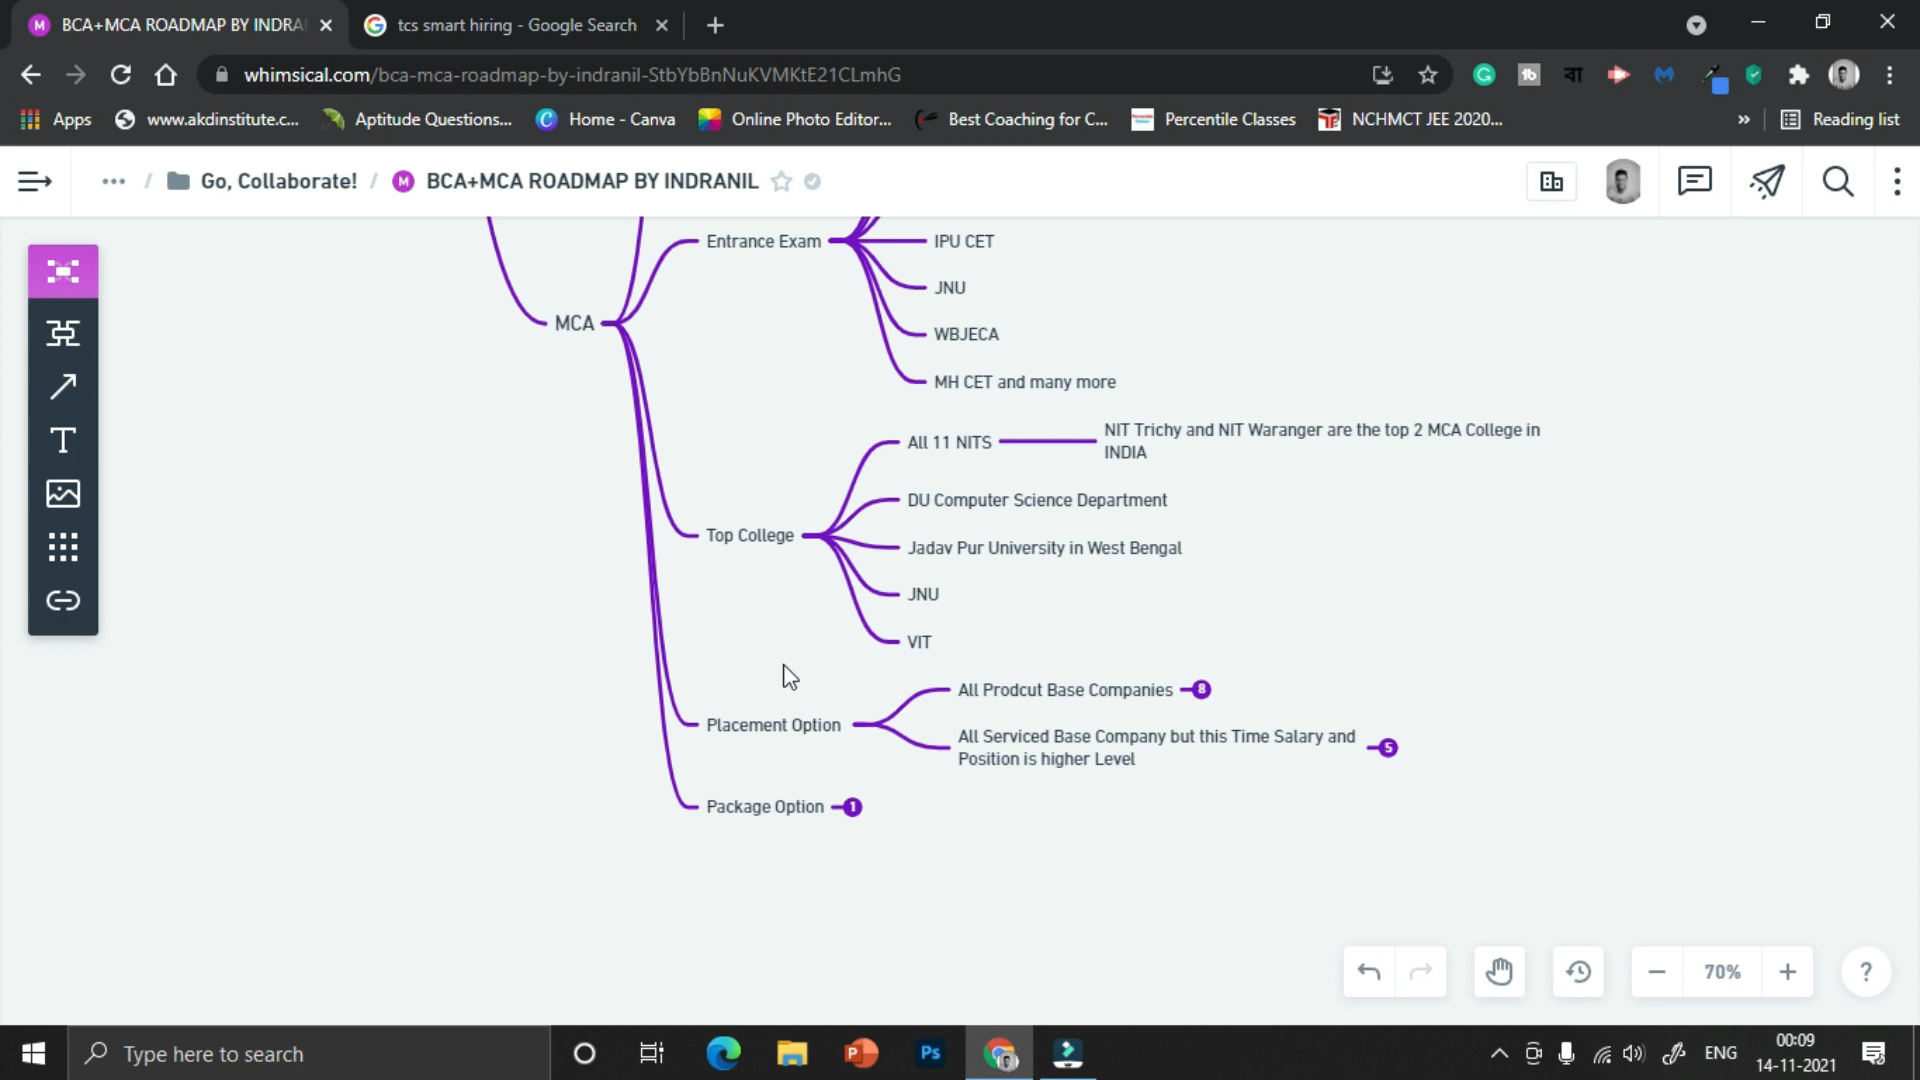 BCA+MCA ROADMAP BY INDRA
tcs smart hiring - Google Search
whimsical.com/bca-mca-roadmap-by-indranil-StbYbBnNuKVMKtE21CLmhG
Apps
www.akdinstitute.c...
Aptitude Questions...
Home - Canva
Online Photo Editor...
Best Coaching for C...
Percentile Classes
NCHMCT JEE 2020...
»
Reading list
... / Go, Collaborate! / M BCA+MCA ROADMAP BY INDRANIL
Entrance Exam
IPU CET
JNU
WBJECA
MH CET and many more
MCA
All 11 NITS
NIT Trichy and NIT Waranger are the top 2 MCA College in
INDIA
DU Computer Science Department
Top College
Jadav Pur University in West Bengal
JNU
VIT
All Prodcut Base Companies
8
Placement Option
All Serviced Base Company but this Time Salary and
Position is higher Level
5
Package Option
1
70%
?
Type here to search
ENG
00:09
14-11-2021